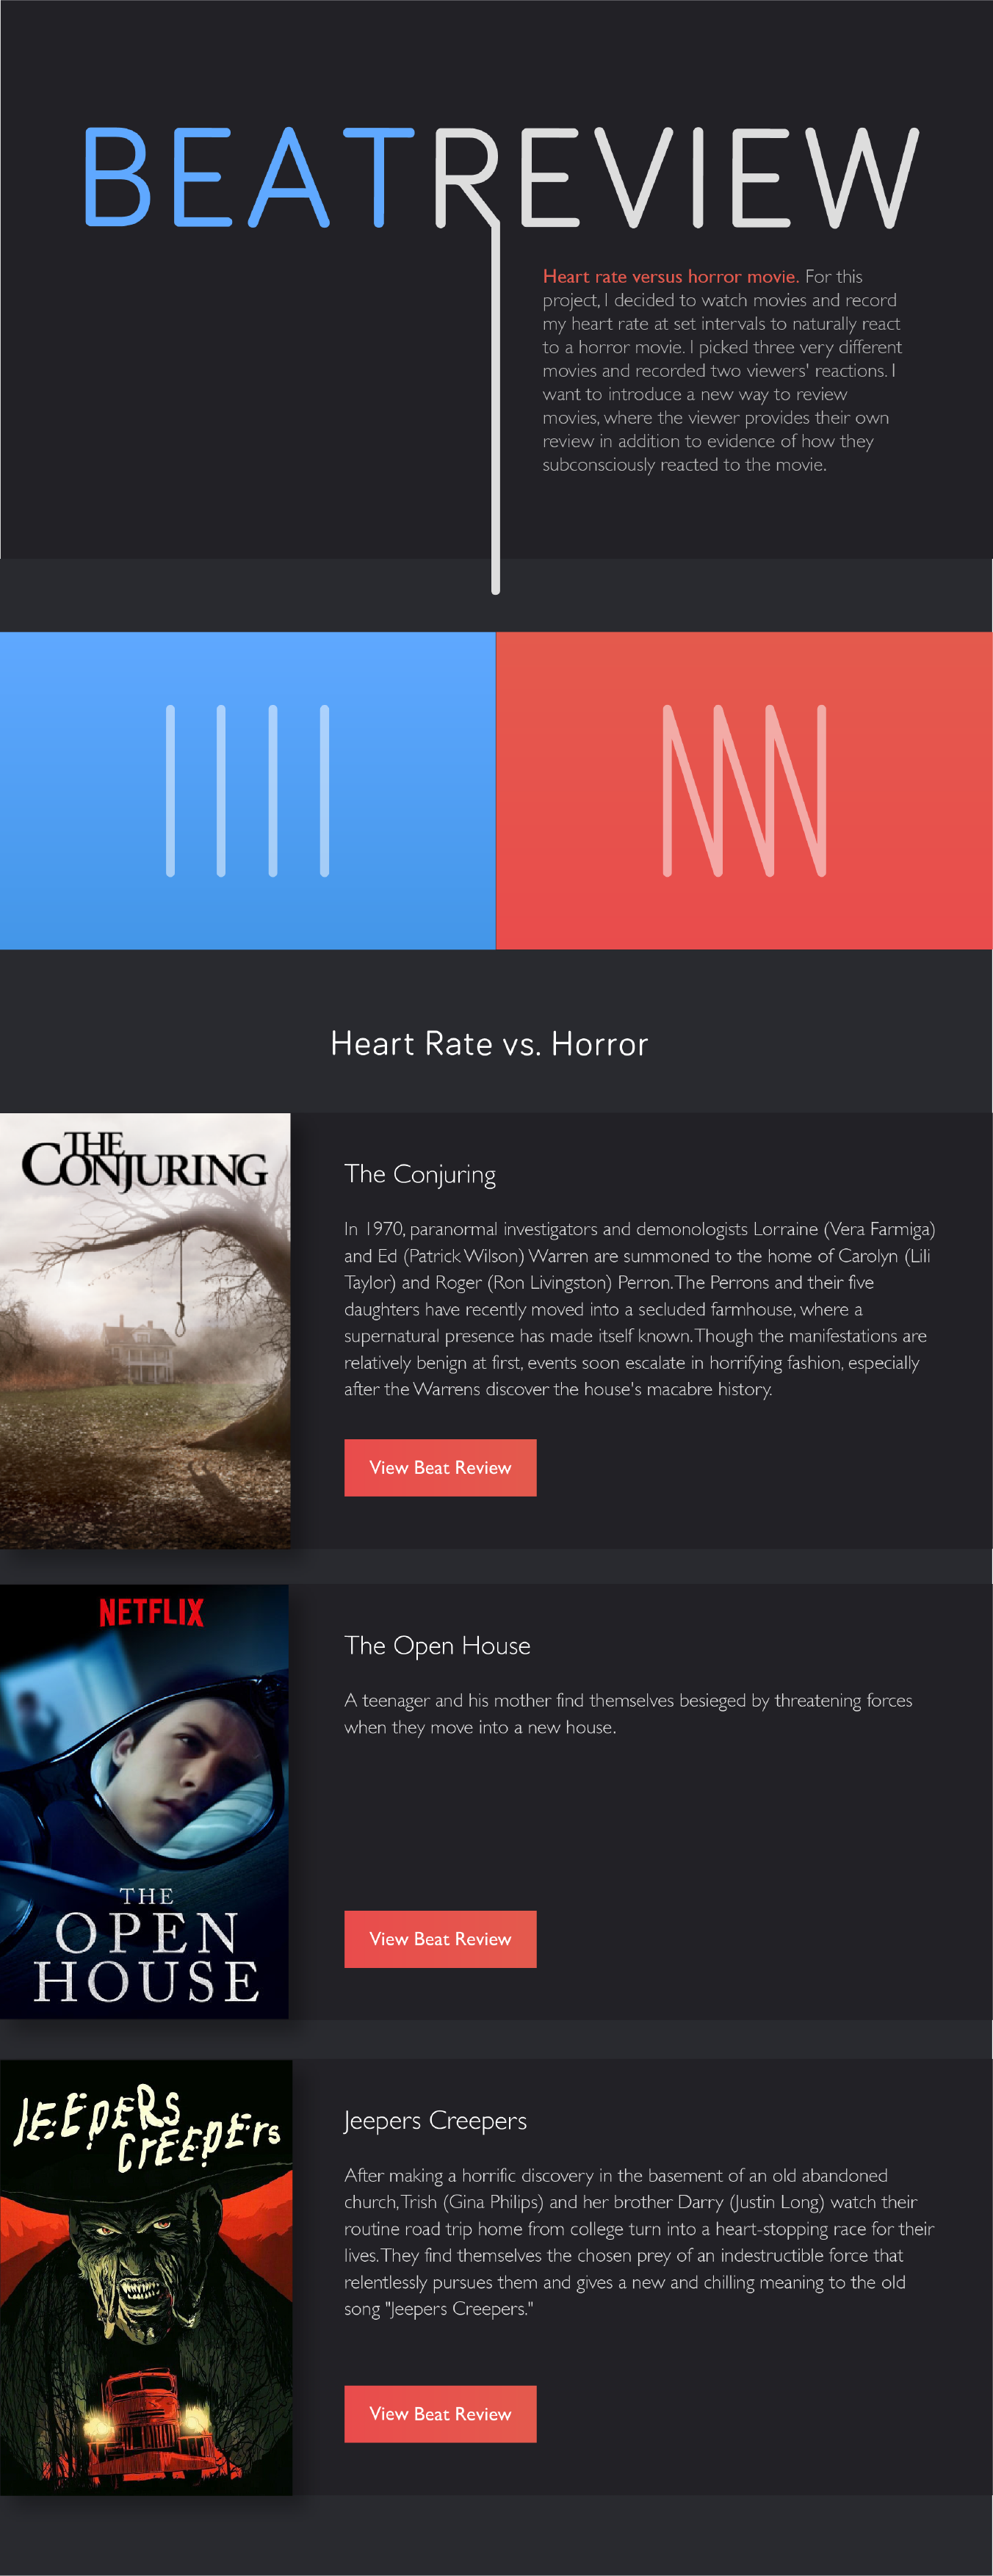 BEATREVIEW
Heart rate versus horror movie. For this
project, I decided to watch movies and record
my heart rate at set intervals to naturally react
to a horror movie. I picked three very different
movies and recorded two viewers' reactions. I
want to introduce a new way to review
movies, where the viewer provides their own
review in addition to evidence of how they
subconsciously reacted to the movie.
Heart Rate vs. Horror
THE
CONJURING
The Conjuring
In 1970, paranormal investigators and demonologists Lorraine (Vera Farmiga)
and Ed (Patrick Wilson) Warren are summoned to the home of Carolyn (Lili
Taylor) and Roger (Ron Livingston) Perron. The Perrons and their five
daughters have recently moved into a secluded farmhouse, where a
supernatural presence has made itself known. Though the manifestations are
relatively benign at first, events soon escalate in horrifying fashion, especially
after the Warrens discover the house's macabre history.
View Beat Review
NETFLIX
THE
OPEN
HOUSE
The Open House
A teenager and his mother find themselves besieged by threatening forces
when they move into a new house.
View Beat Review
JEEPERS
CREEPERS
Jeepers Creepers
After making a horrific discovery in the basement of an old abandoned
church, Trish (Gina Philips) and her brother Darry (Justin Long) watch their
routine road trip home from college turn into a heart-stopping race for their
lives. They find themselves the chosen prey of an indestructible force that
relentlessly pursues them and gives a new and chilling meaning to the old
song "Jeepers Creepers."
View Beat Review